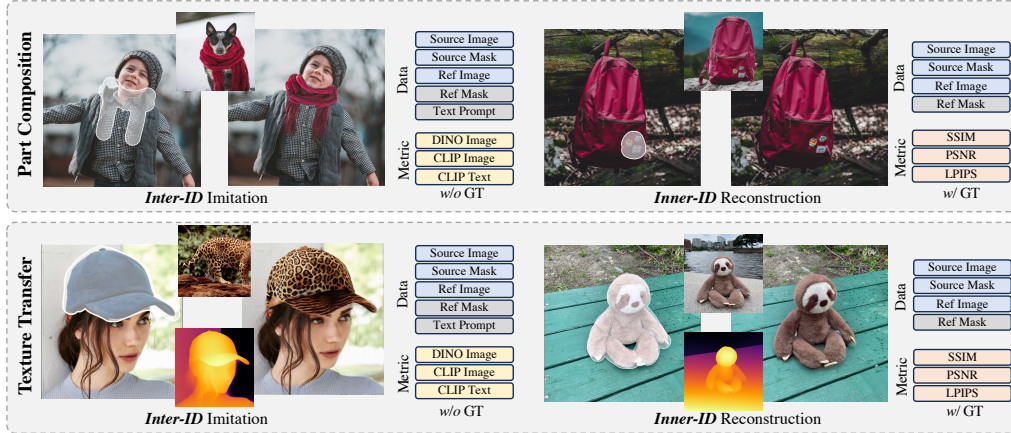 Part Composition
Data
Source Image
Source Mask
Ref Image
Ref Mask
Text Prompt
Metric
DINO Image
CLIP Image
CLIP Text
Inter-ID Imitation
w/o GT
Data
Source Image
Source Mask
Ref Image
Ref Mask
Metric
SSIM
PSNR
LPIPS
Inner-ID Reconstruction
w/ GT
Texture Transfer
Data
Source Image
Source Mask
Ref Image
Ref Mask
Text Prompt
Metric
DINO Image
CLIP Image
CLIP Text
Inter-ID Imitation
w/o GT
Data
Source Image
Source Mask
Ref Image
Ref Mask
Metric
SSIM
PSNR
LPIPS
Inner-ID Reconstruction
w/ GT